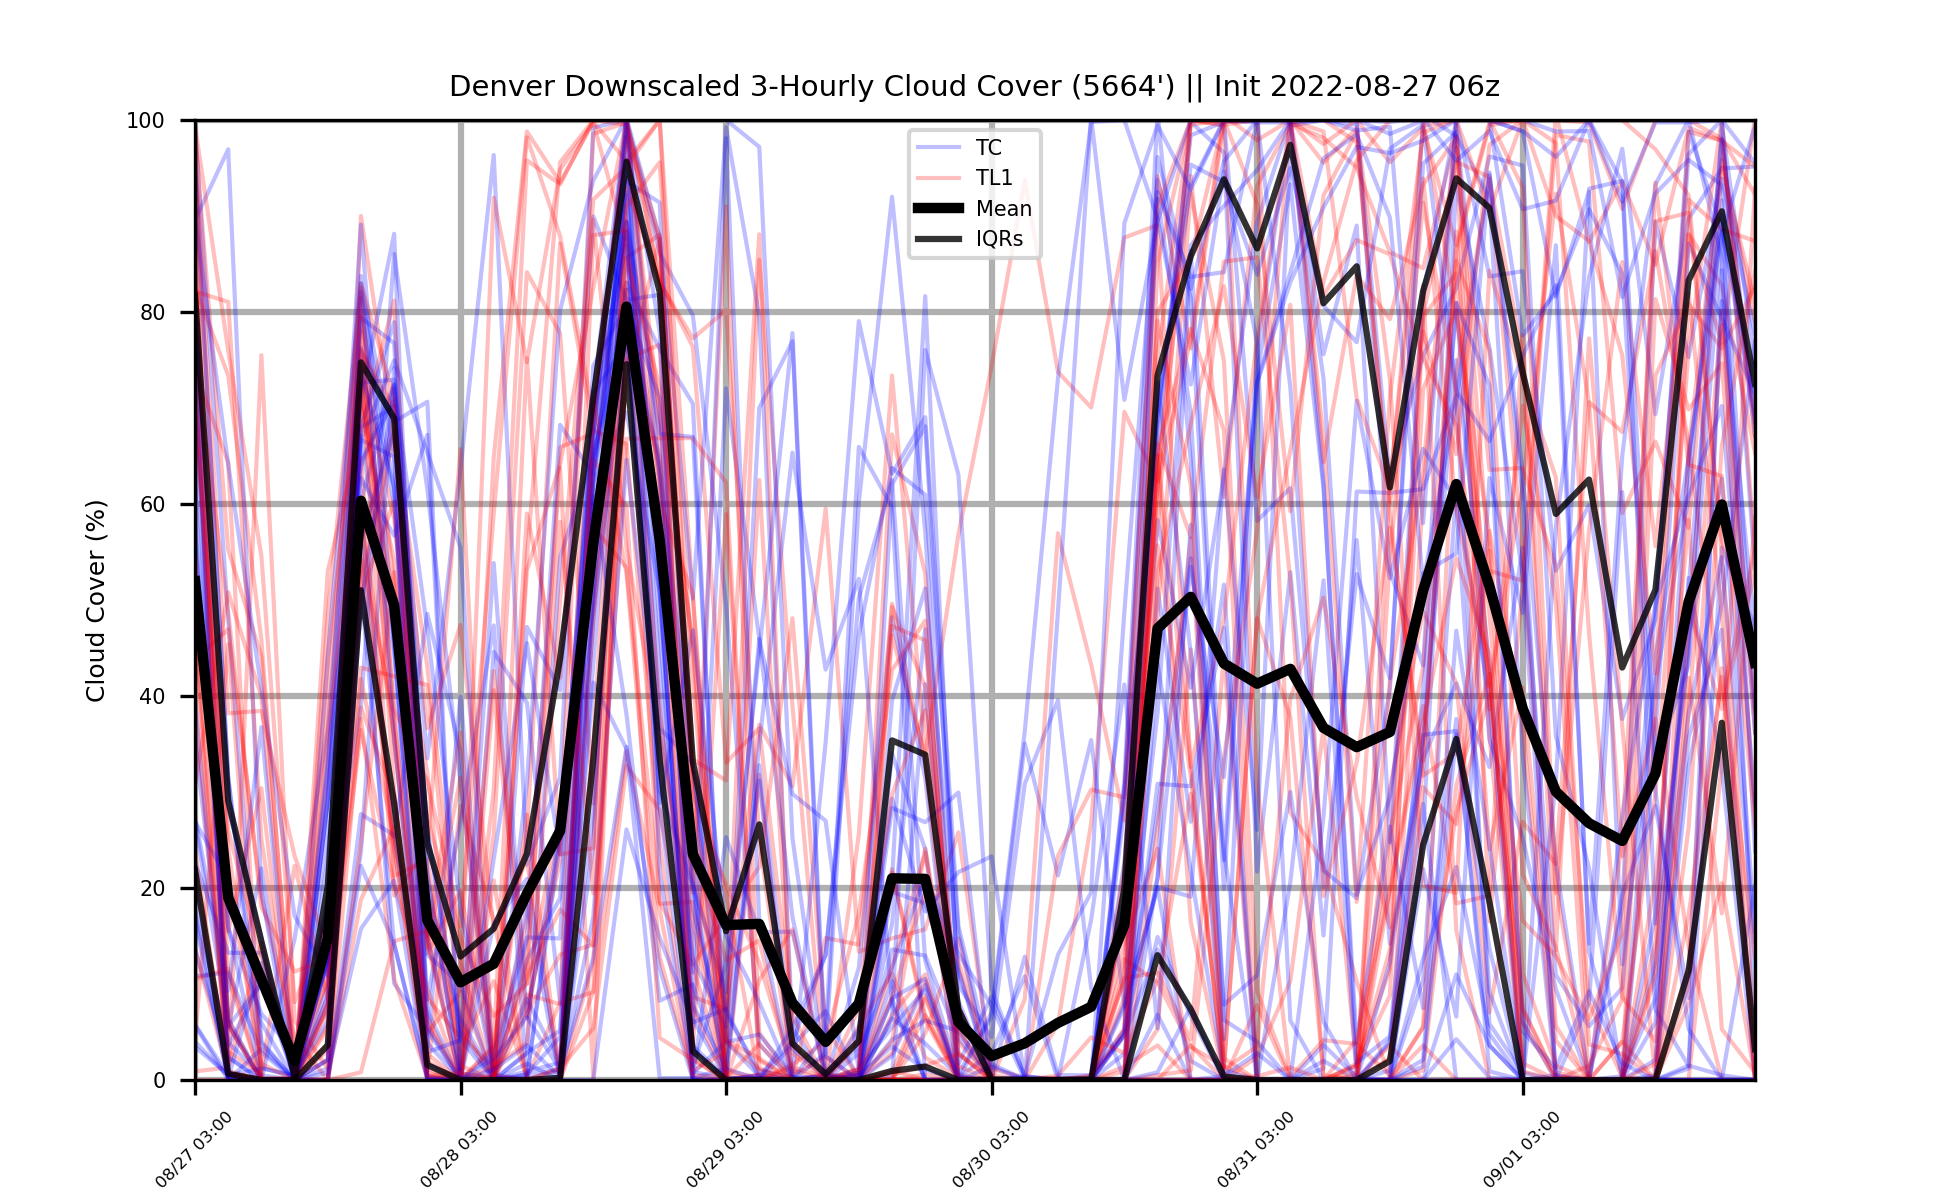 Denver Downscaled 3-Hourly Cloud Cover (5664') || Init 2022-08-27 06z
TC
TL1
Mean
IQRs
Cloud Cover (%)
100
80
60
40
20
0
08/27 03:00
08/28 03:00
08/29 03:00
08/30 03:00
08/31 03:00
09/01 03:00